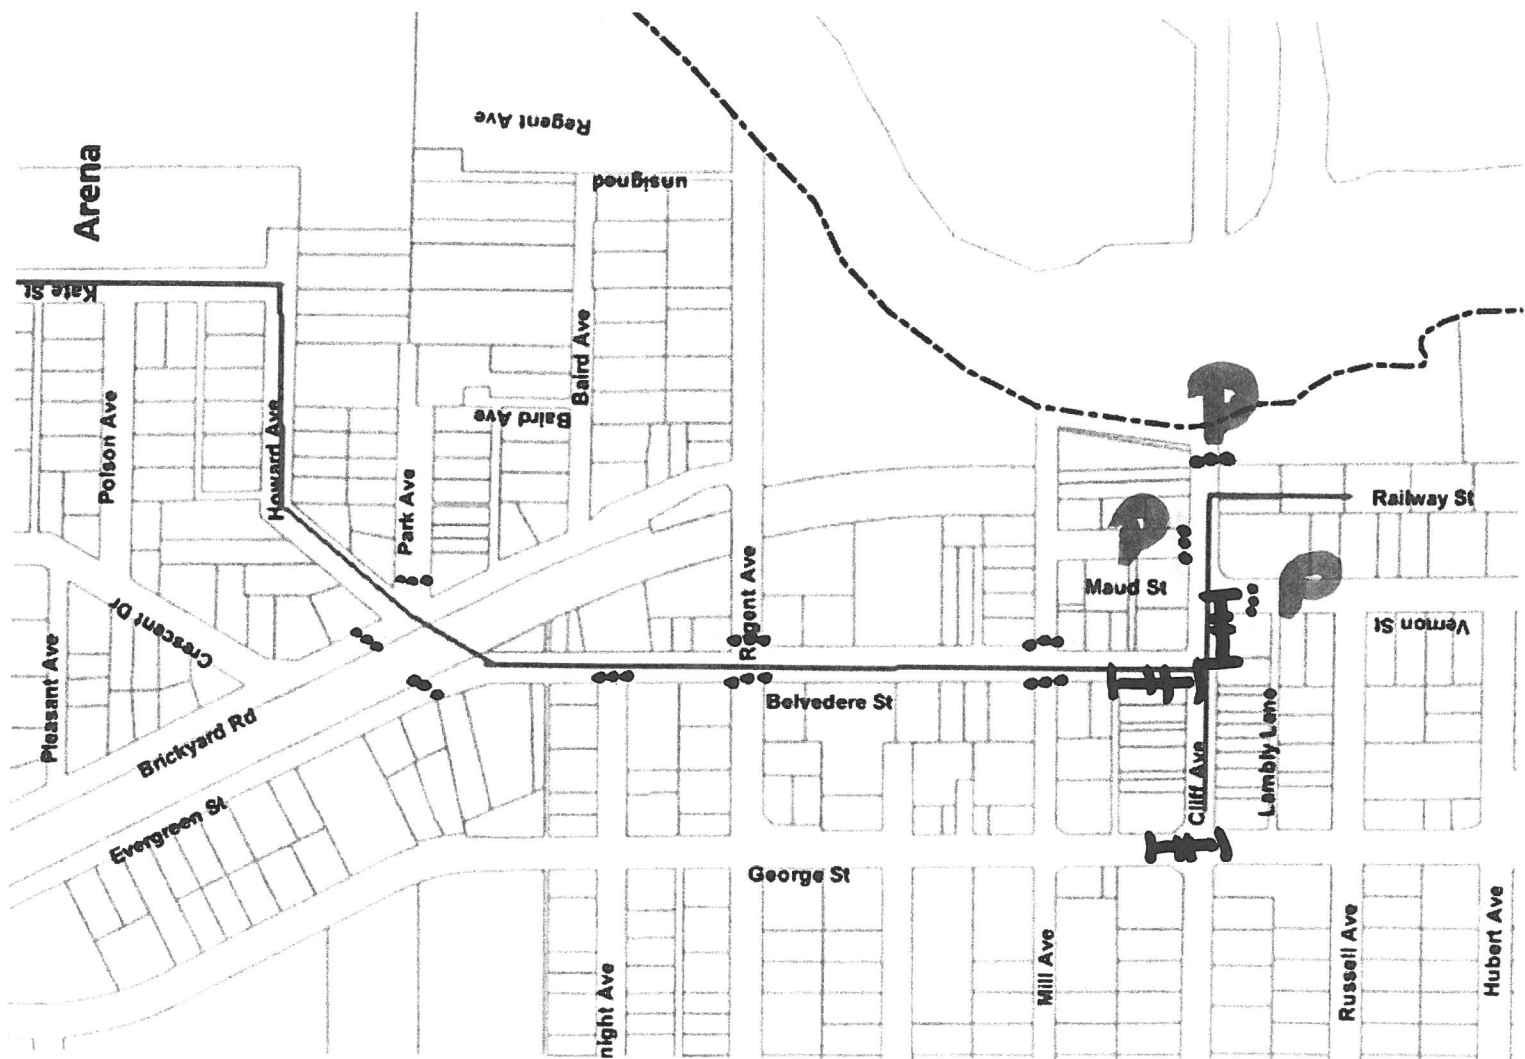 Regent Ave
unsigned
Arena
Kate St
Baird Ave
Polson Ave
Howard Ave
Baird Ave
Park Ave
P
P
P
Railway St
Maud St
Regent Ave
Vernon St
Crescent Dr
Pleasant Ave
Belvedere St
Brickyard Rd
Cliff Ave
Lambly Lane
Evergreen St
George St
night Ave
Mill Ave
Russell Ave
Hubert Ave